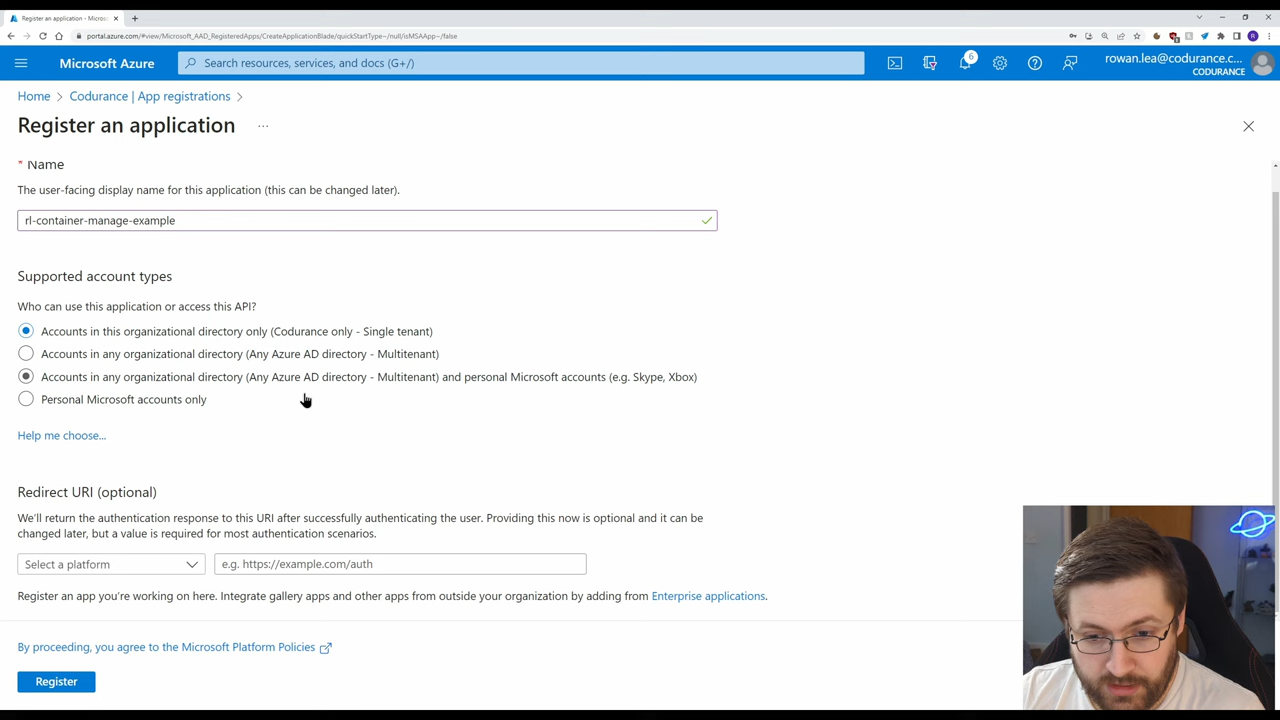 Register an application - Microso
portal.azure.com/#view/Microsoft_AAD_RegisteredApps/CreateApplicationBlade/quickStartType~/null/isMSAApp~/false
Microsoft Azure
Search resources, services, and docs (G+/)
6
rowan.lea@codurance.c...
CODURANCE
Home > Codurance | App registrations >
Register an application ...
* Name
The user-facing display name for this application (this can be changed later).
rl-container-manage-example
Supported account types
Who can use this application or access this API?
Accounts in this organizational directory only (Codurance only - Single tenant)
Accounts in any organizational directory (Any Azure AD directory - Multitenant)
Accounts in any organizational directory (Any Azure AD directory - Multitenant) and personal Microsoft accounts (e.g. Skype, Xbox)
Personal Microsoft accounts only
Help me choose...
Redirect URI (optional)
We'll return the authentication response to this URI after successfully authenticating the user. Providing this now is optional and it can be
changed later, but a value is required for most authentication scenarios.
Select a platform
e.g. https://example.com/auth
Register an app you're working on here. Integrate gallery apps and other apps from outside your organization by adding from Enterprise applications.
By proceeding, you agree to the Microsoft Platform Policies
Register